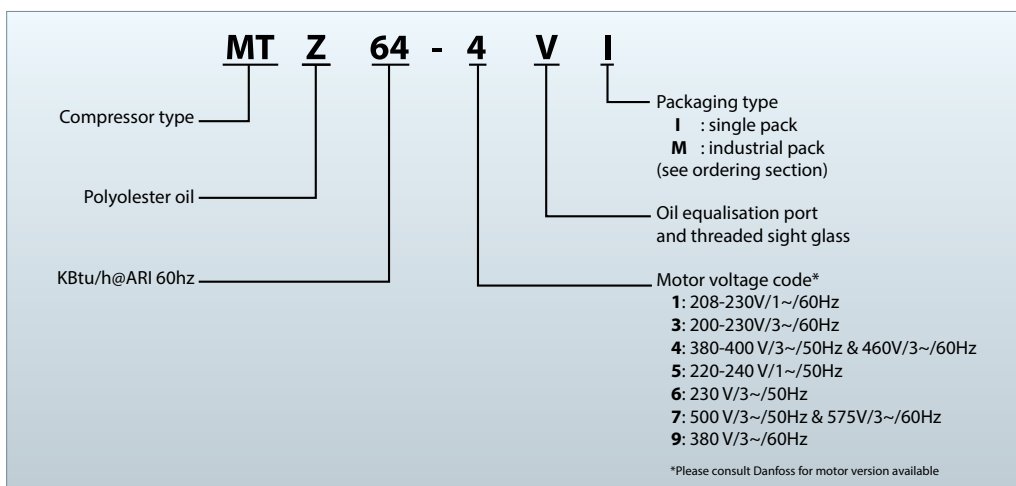 MT Z 64 - 4 V I
Compressor type
Polyolester oil
KBtu/h@ARI 60hz
Packaging type
I : single pack
M : industrial pack
(see ordering section)
Oil equalisation port
and threaded sight glass
Motor voltage code*
1: 208-230V/1~/60Hz
3: 200-230V/3~/60Hz
4: 380-400 V/3~/50Hz & 460V/3~/60Hz
5: 220-240 V/1~/50Hz
6: 230 V/3~/50Hz
7: 500 V/3~/50Hz & 575V/3~/60Hz
9: 380 V/3~/60Hz
*Please consult Danfoss for motor version available